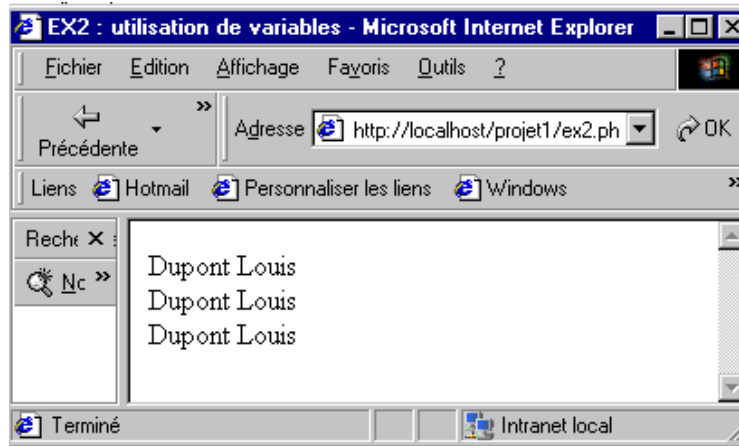 EX2 : utilisation de variables - Microsoft Internet Explorer
Fichier Edition Affichage Favoris Outils ?
Précédente » Adresse http://localhost/projet1/ex2.ph OK
Liens Hotmail Personnaliser les liens Windows »
Reche
Nc »
Dupont Louis
Dupont Louis
Dupont Louis
Terminé Intranet local